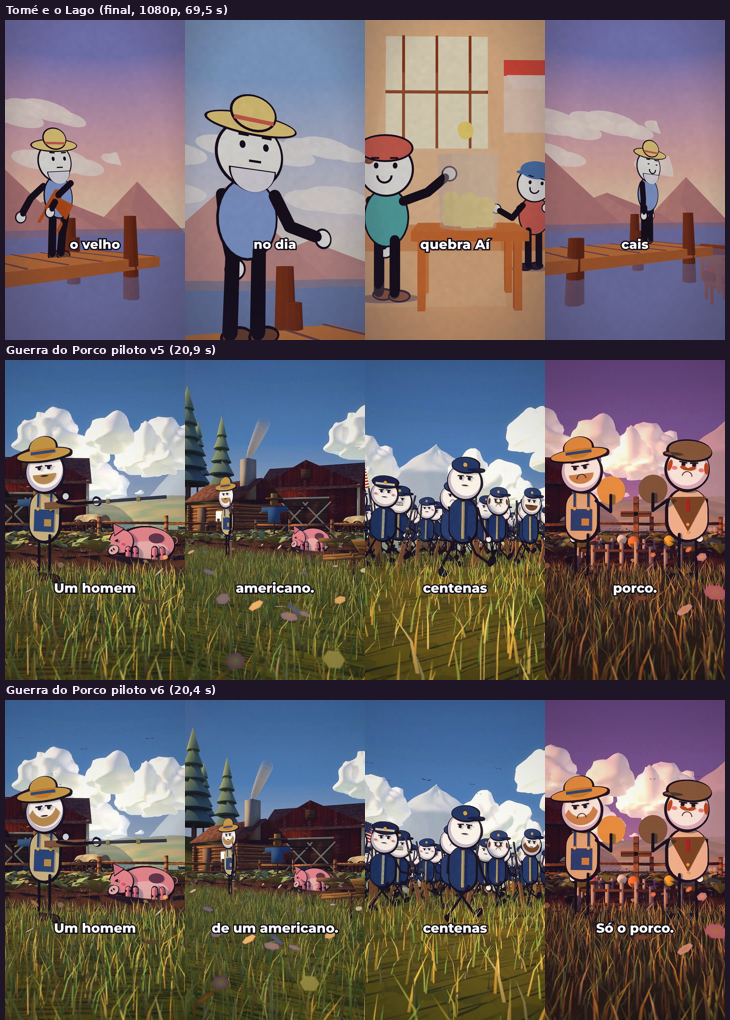 Tomé e o Lago (final, 1080p, 69,5 s)
o velho
no dia
quebra Aí
cais
Guerra do Porco piloto v5 (20,9 s)
Um homem
americano.
centenas
porco.
Guerra do Porco piloto v6 (20,4 s)
Um homem
de um americano.
centenas
Só o porco.